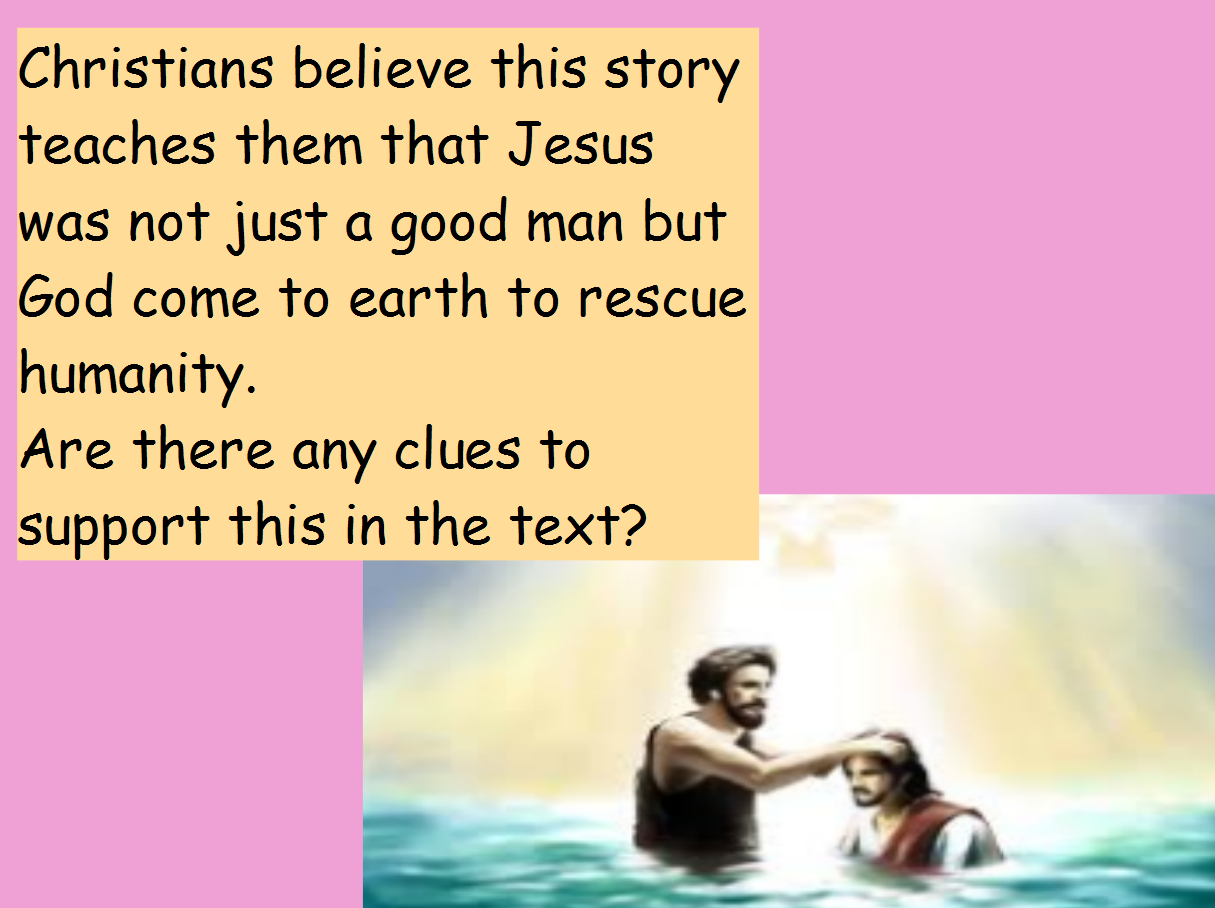 Christians believe this story
teaches them that Jesus
was not just a good man but
God come to earth to rescue
humanity.
Are there any clues to
support this in the text?